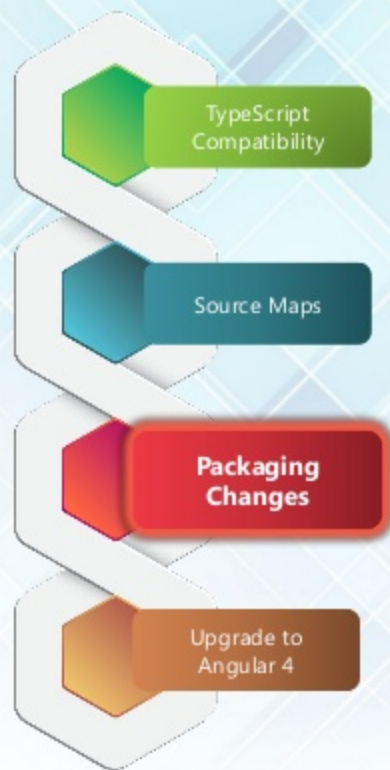 TypeScript
Compatibility
Source Maps
Packaging
Changes
Upgrade to
Angular 4